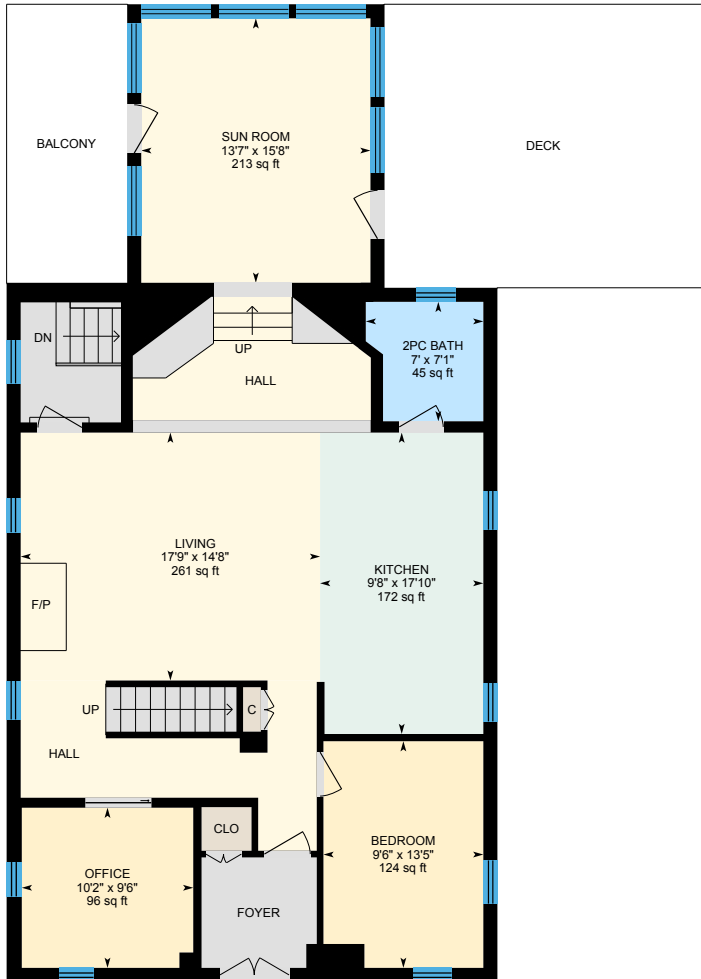 BALCONY
SUN ROOM
13'7" x 15'8"
213 sq ft
DECK
DN
UP
HALL
2PC BATH
7' x 7'1"
45 sq ft
LIVING
17'9" x 14'8"
261 sq ft
KITCHEN
9'8" x 17'10"
172 sq ft
F/P
UP
C
HALL
CLO
BEDROOM
9'6" x 13'5"
124 sq ft
OFFICE
10'2" x 9'6"
96 sq ft
FOYER